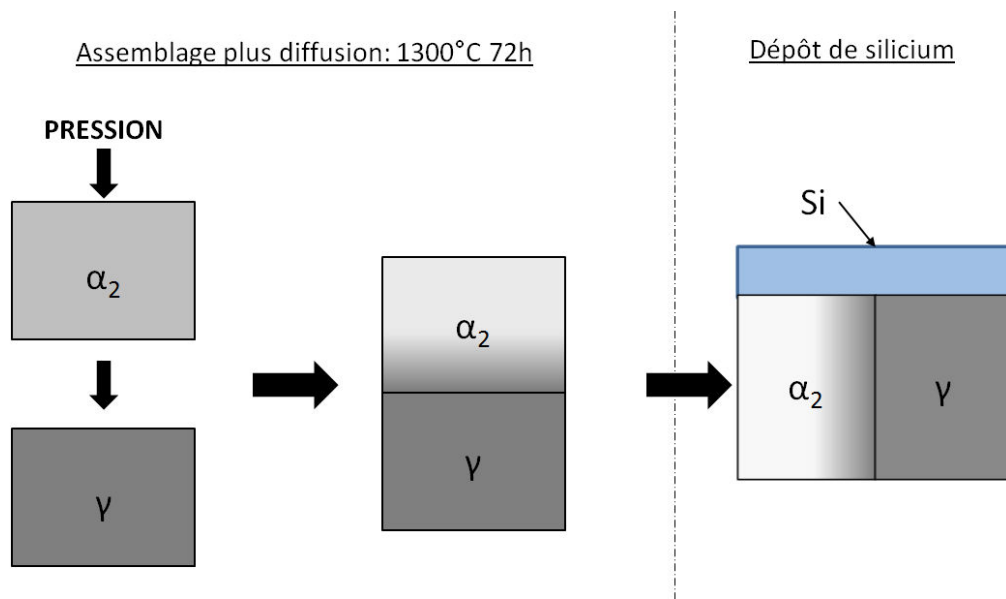 Assemblage plus diffusion: 1300°C 72h
Dépôt de silicium
PRESSION
α₂
γ
α₂
γ
Si
α₂
γ